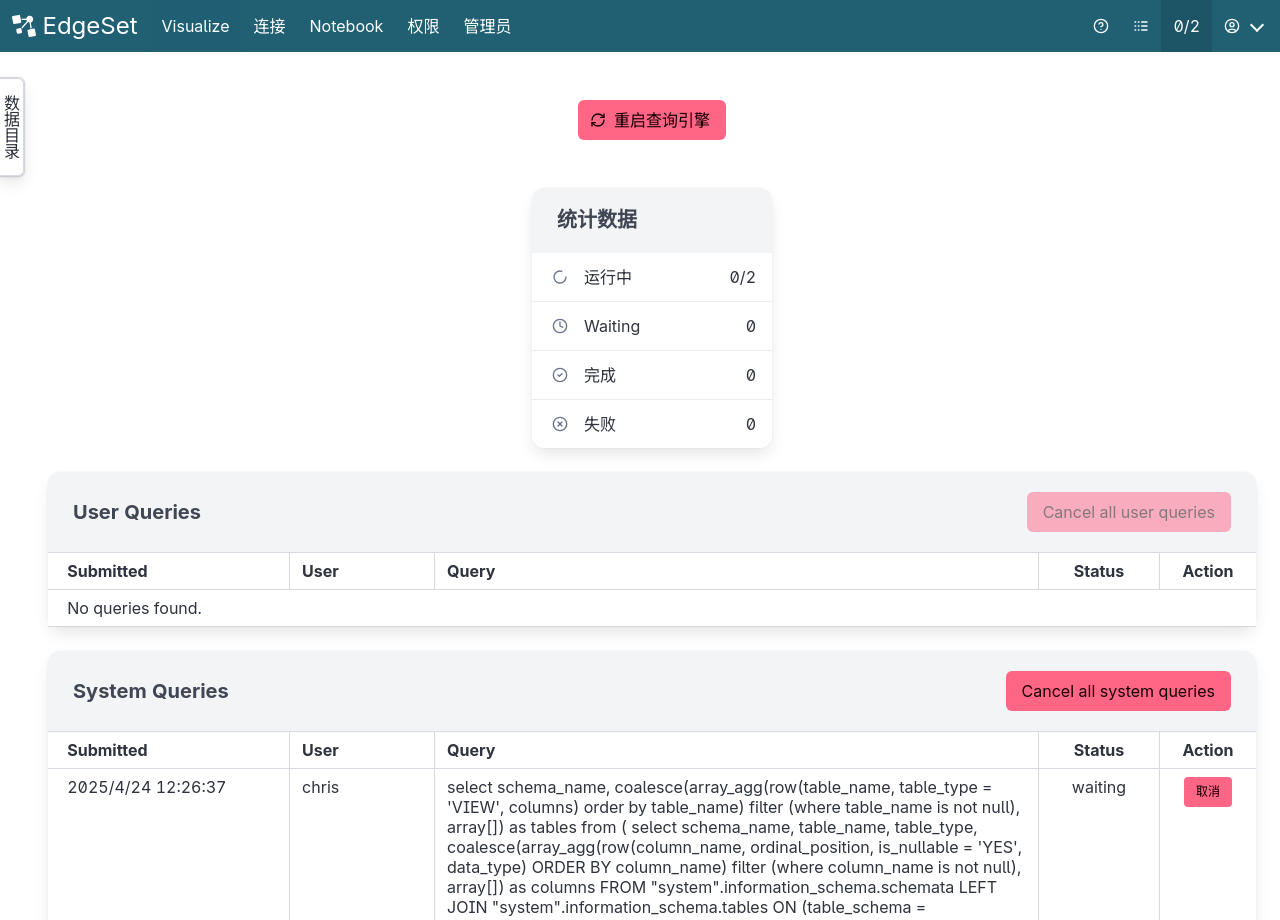 EdgeSet Visualize 连接 Notebook 权限 管理员 0/2
数据目录
重启查询引擎
统计数据
运行中 0/2
Waiting 0
完成 0
失败 0
User Queries Cancel all user queries
Submitted User Query Status Action
No queries found.
System Queries Cancel all system queries
Submitted User Query Status Action
2025/4/24 12:26:37 chris select schema_name, coalesce(array_agg(row(table_name, table_type = waiting 取消
'VIEW', columns) order by table_name) filter (where table_name is not null),
array[]) as tables from ( select schema_name, table_name, table_type,
coalesce(array_agg(row(column_name, ordinal_position, is_nullable = 'YES',
data_type) ORDER BY column_name) filter (where column_name is not null),
array[]) as columns FROM "system".information_schema.schemata LEFT
JOIN "system".information_schema.tables ON (table_schema =